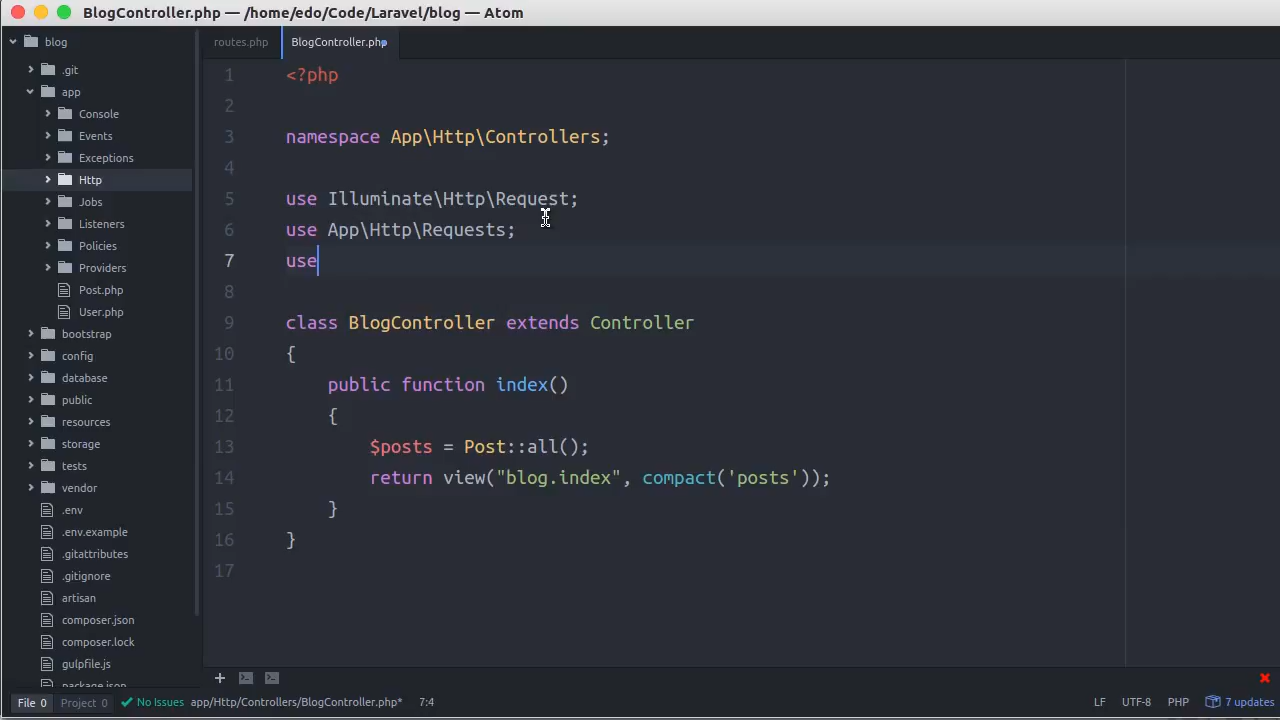 BlogController.php — /home/edo/Code/Laravel/blog — Atom
blog
.git
app
Console
Events
Exceptions
Http
Jobs
Listeners
Policies
Providers
Post.php
User.php
bootstrap
config
database
public
resources
storage
tests
vendor
.env
.env.example
.gitattributes
.gitignore
artisan
composer.json
composer.lock
gulpfile.js
package.json
routes.php BlogController.php
1 <?php
2
3 namespace App\Http\Controllers;
4
5 use Illuminate\Http\Request;
6 use App\Http\Requests;
7 use
8
9 class BlogController extends Controller
10 {
11 public function index()
12 {
13 $posts = Post::all();
14 return view("blog.index", compact('posts'));
15 }
16 }
17
File 0 Project 0 No Issues app/Http/Controllers/BlogController.php* 7:4 LF UTF-8 PHP 7 updates